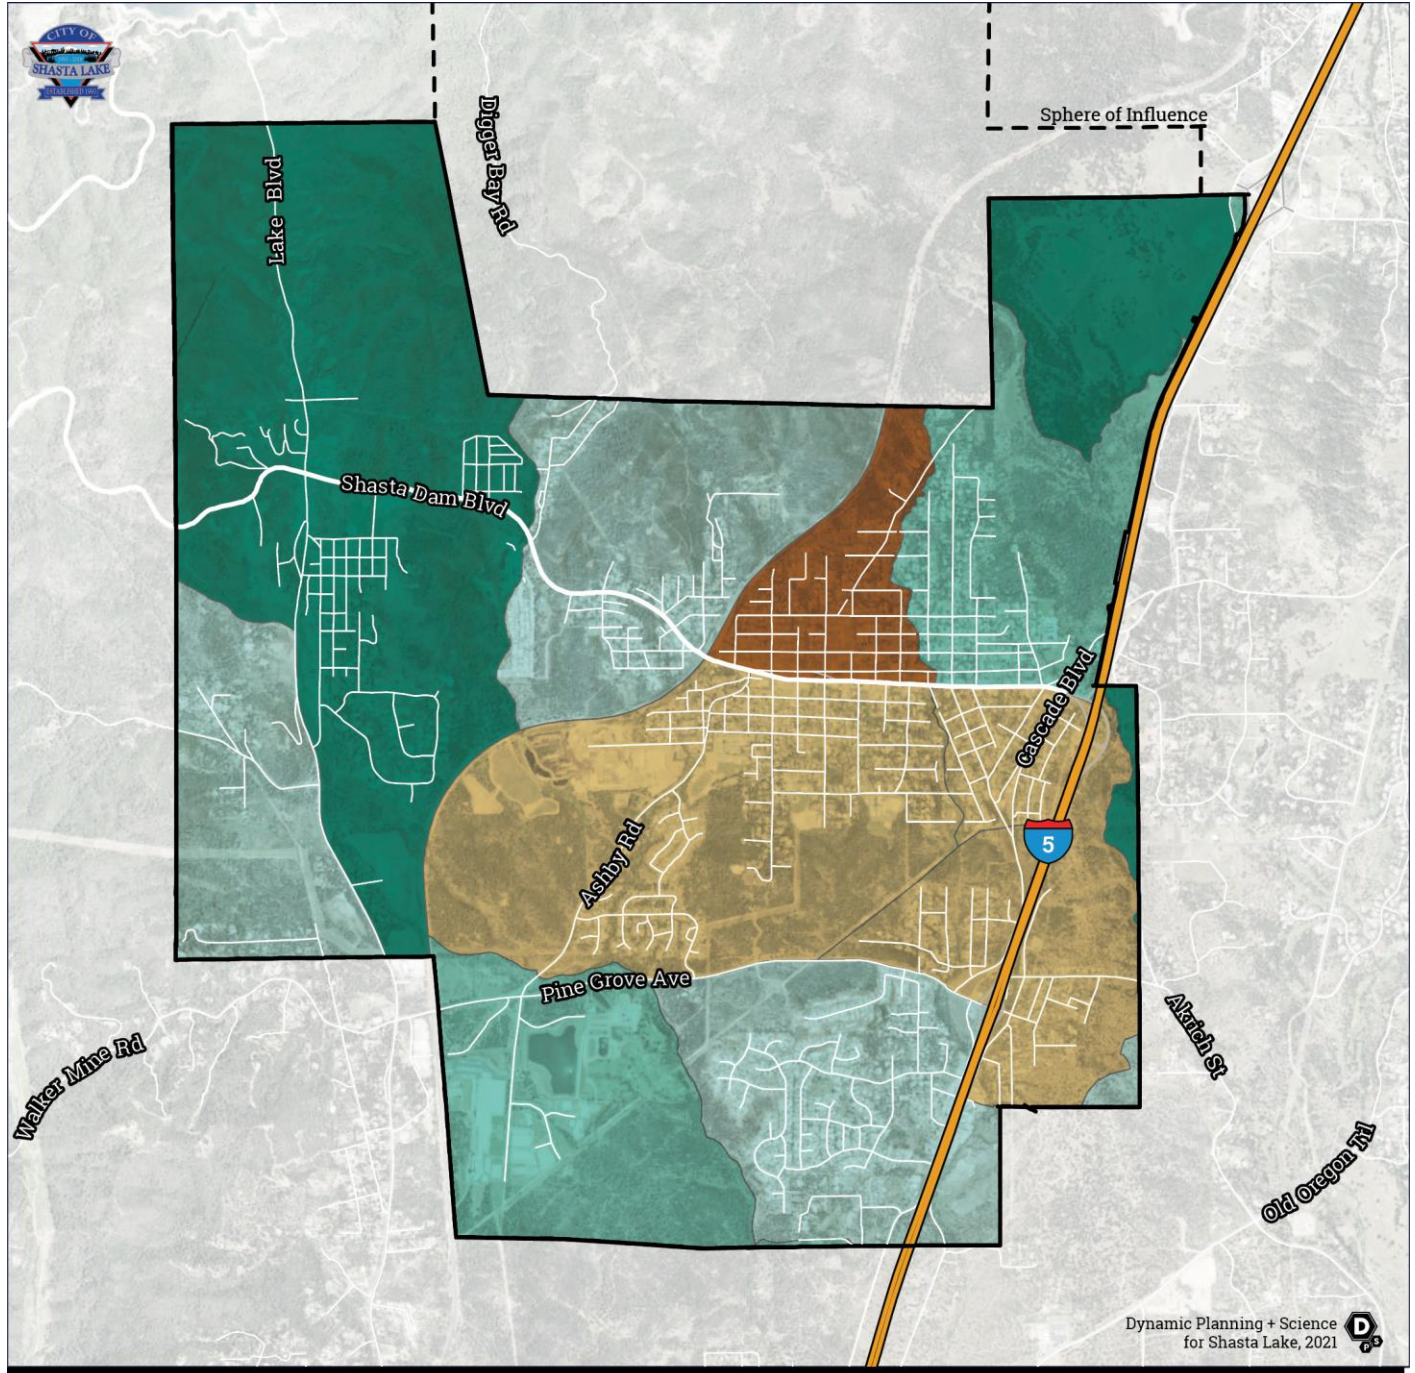 CITY OF
SHASTA LAKE
Digger Bay Rd
Sphere of Influence
Lake Blvd
Shasta Dam Blvd
Cascade Blvd
5
Ashby Rd
Pine Grove Ave
Akrich St
Walker Mine Rd
Old Oregon Trl
Dynamic Planning + Science
for Shasta Lake, 2021
D
P S